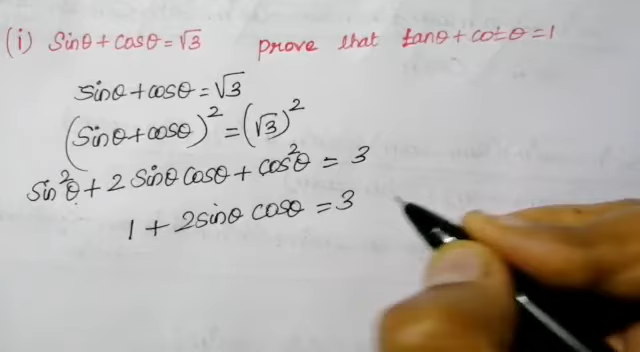 (i) Sinθ + cosθ = √3 prove that tanθ + cotθ = 1
sinθ + cosθ = √3
(Sinθ + cosθ)² = (√3)²
Sin²θ + 2 Sinθ cosθ + cos²θ = 3
1 + 2sinθ cosθ = 3